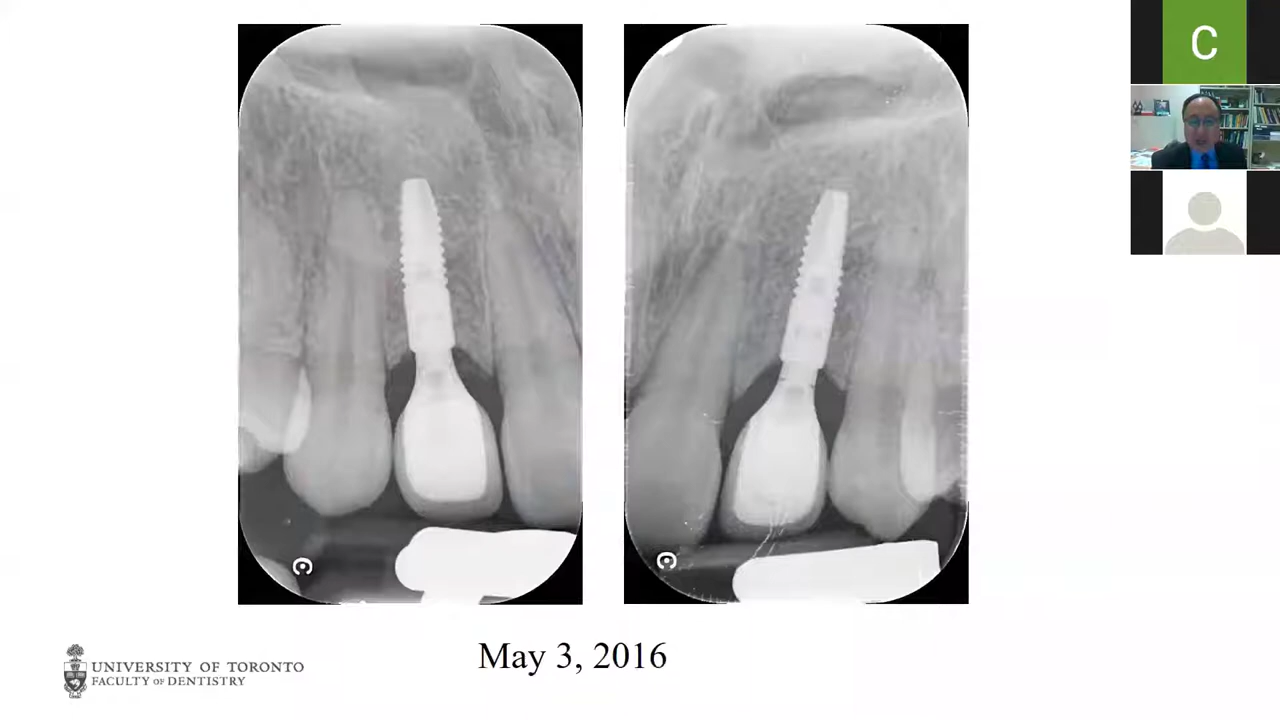 C
May 3, 2016
UNIVERSITY OF TORONTO
FACULTY OF DENTISTRY